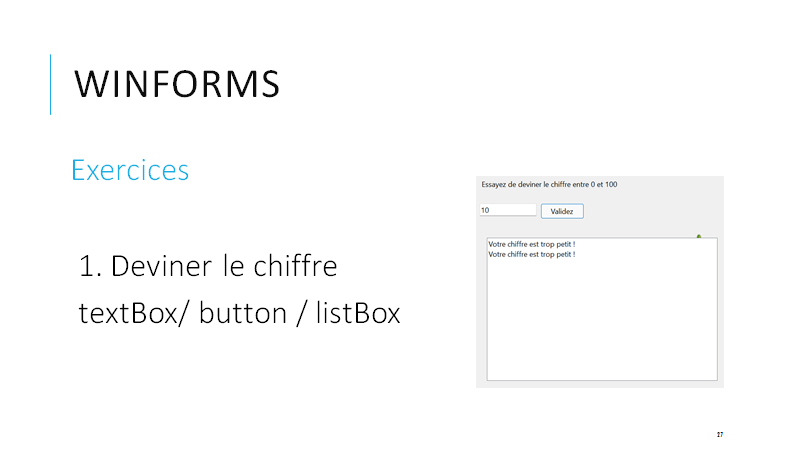 WINFORMS
Exercices
1. Deviner le chiffre
textBox/ button / listBox
Essayez de deviner le chiffre entre 0 et 100
10
Validez
Votre chiffre est trop petit !
Votre chiffre est trop petit !
27